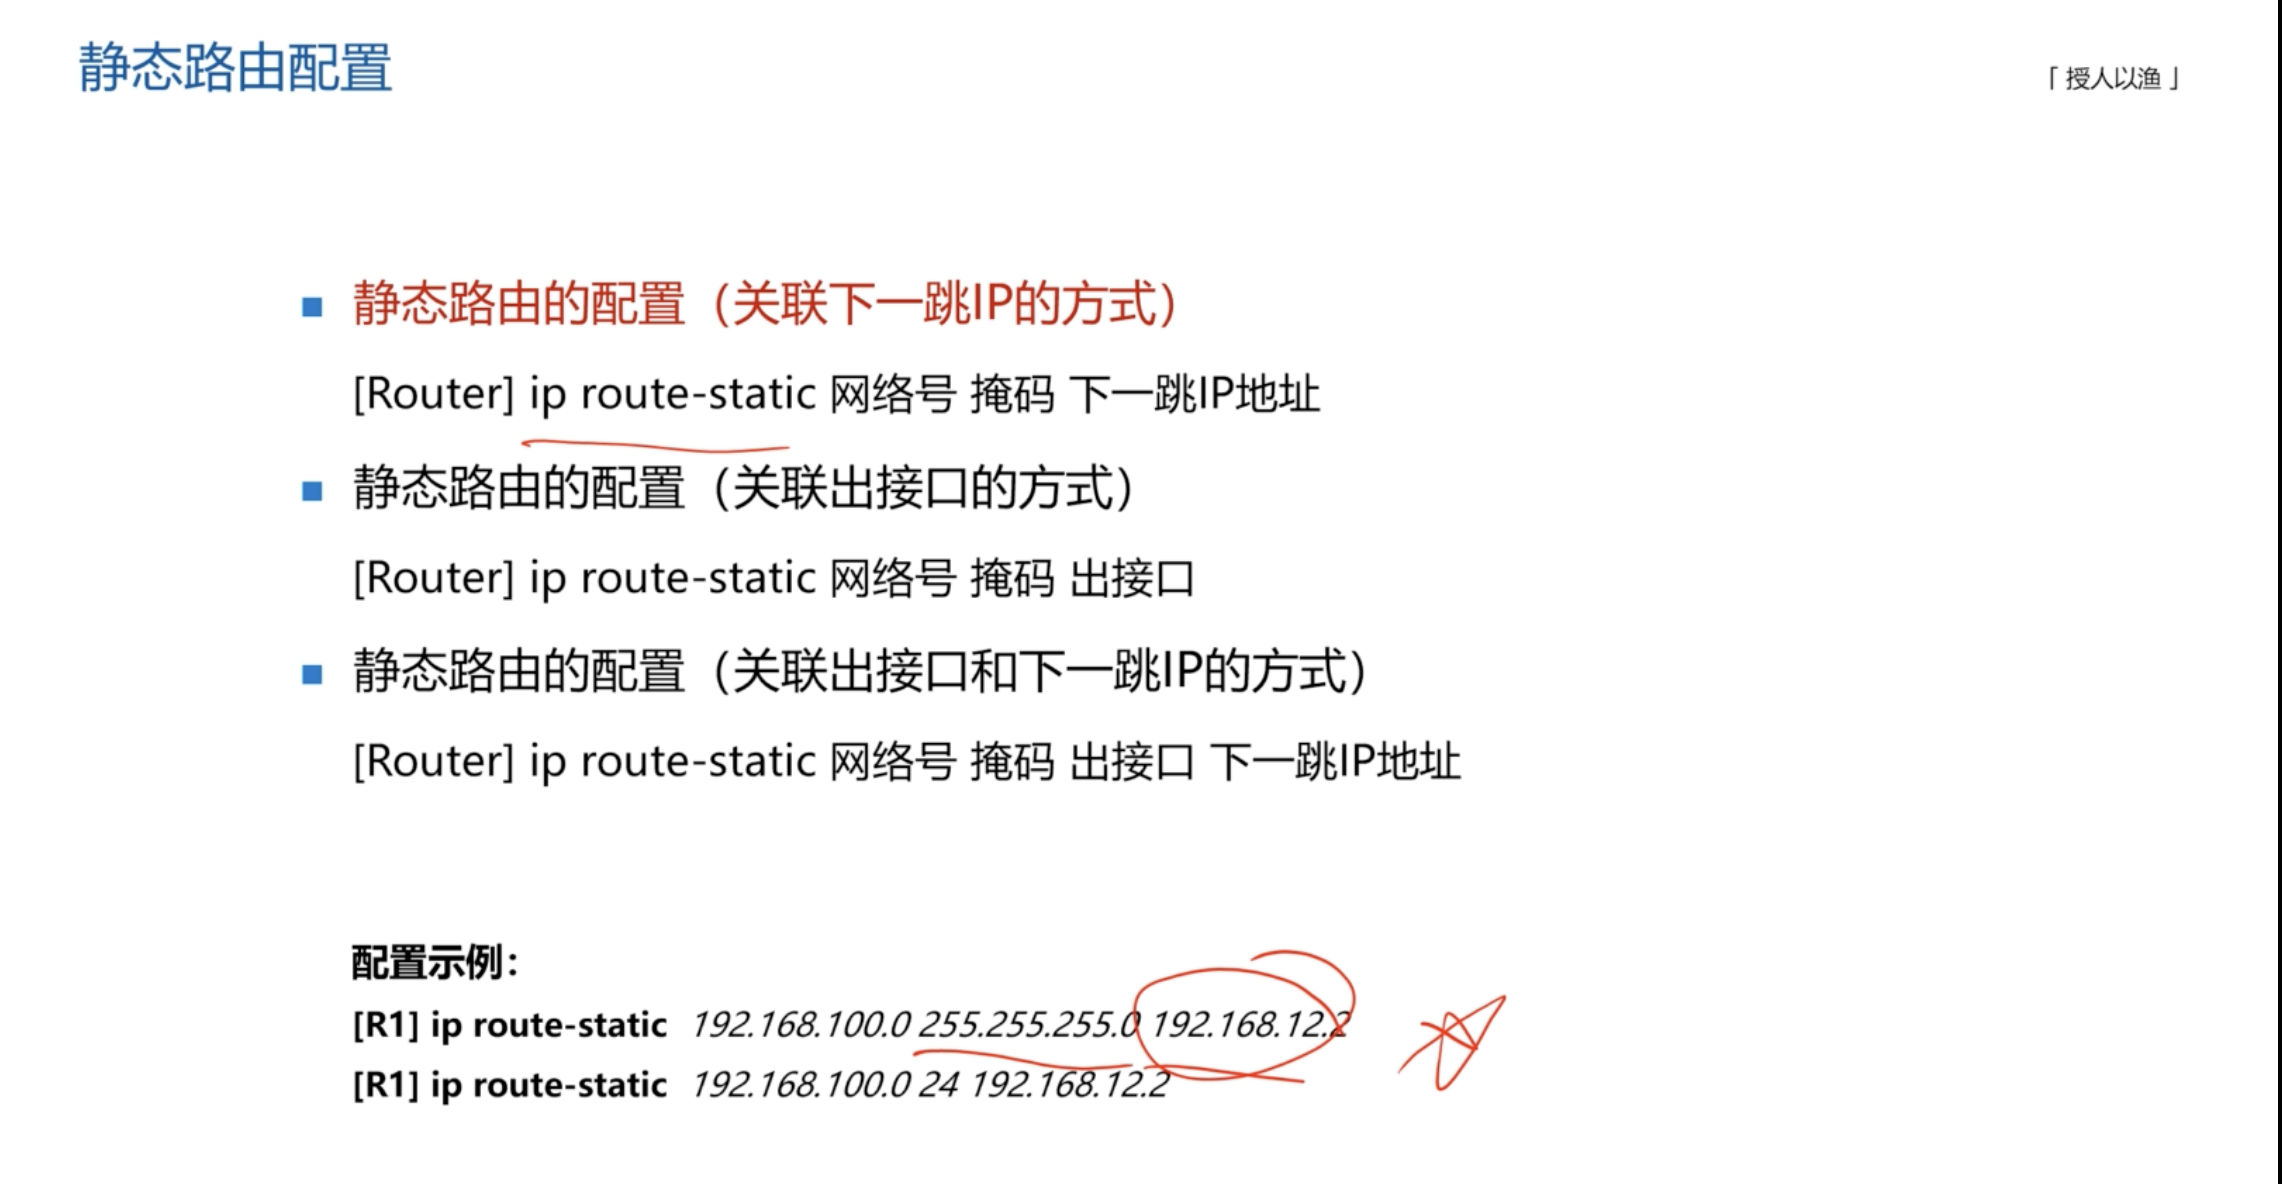 静态路由配置
「 授人以渔 」
静态路由的配置（关联下一跳IP的方式）
[Router] ip route-static 网络号 掩码 下一跳IP地址
静态路由的配置（关联出接口的方式）
[Router] ip route-static 网络号 掩码 出接口
静态路由的配置（关联出接口和下一跳IP的方式）
[Router] ip route-static 网络号 掩码 出接口 下一跳IP地址
配置示例：
[R1] ip route-static 192.168.100.0 255.255.255.0 192.168.12.2
[R1] ip route-static 192.168.100.0 24 192.168.12.2